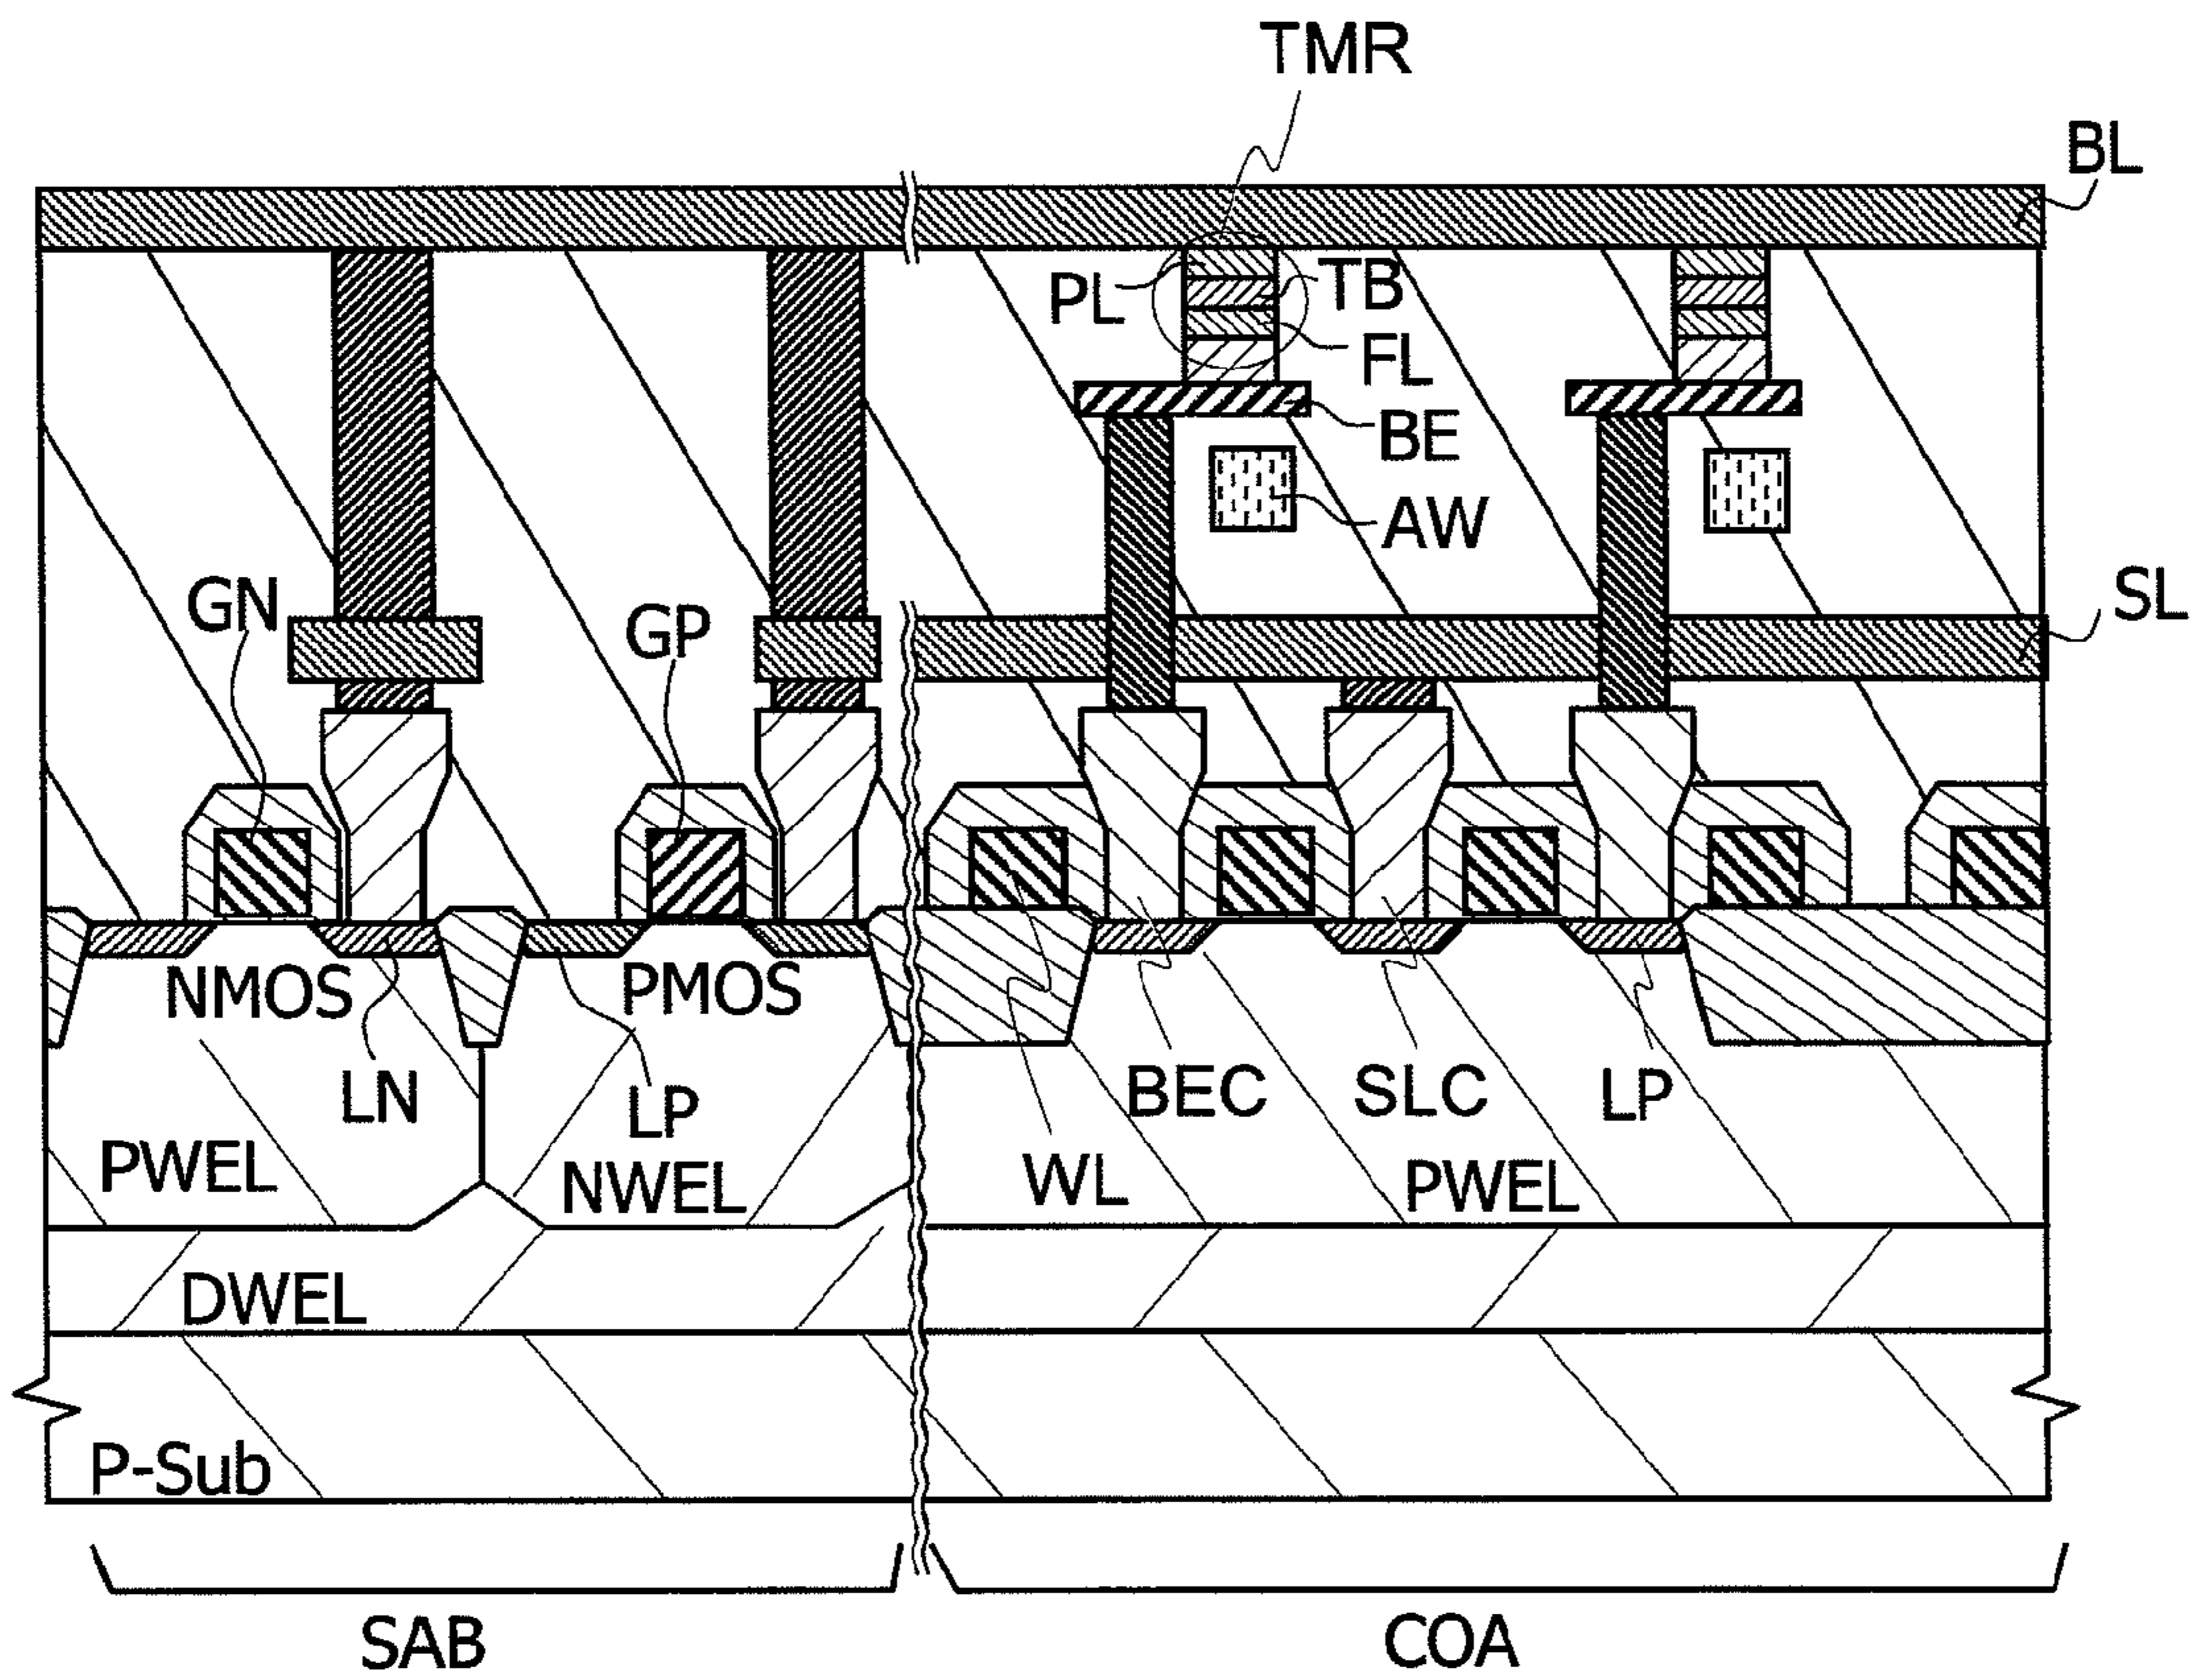 TMR
BL
PL
TB
FL
BE
AW
GN
GP
SL
NMOS
PMOS
LN
LP
BEC
SLC
LP
PWEL
NWEL
WL
PWEL
DWEL
P-Sub
SAB
COA